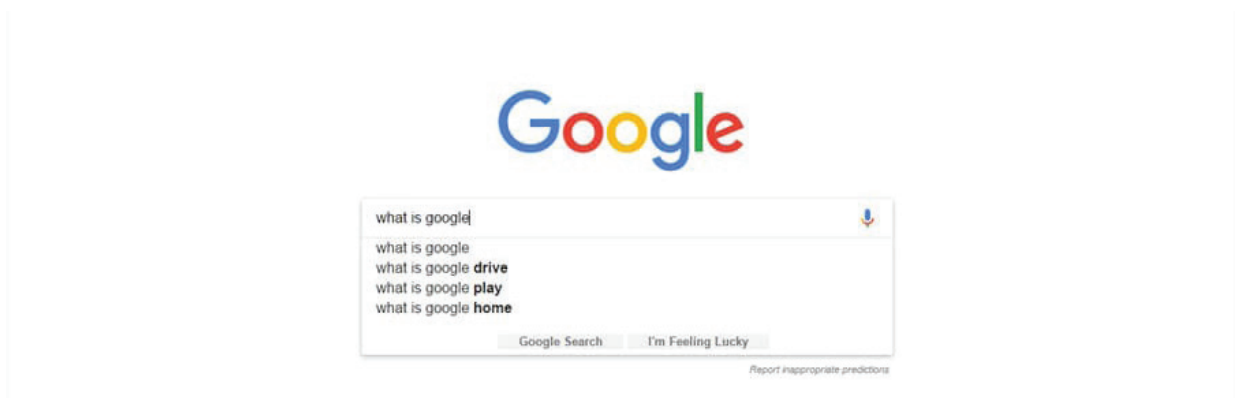 Google
what is google
what is google
what is google drive
what is google play
what is google home
Google Search I'm Feeling Lucky
Report inappropriate predictions